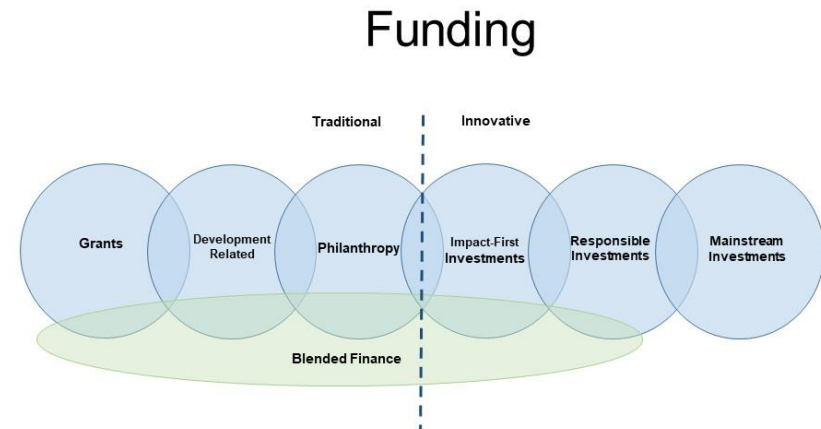 Funding
Traditional
Innovative
Grants
Development
Related
Philanthropy
Impact-First
Investments
Responsible
Investments
Mainstream
Investments
Blended Finance